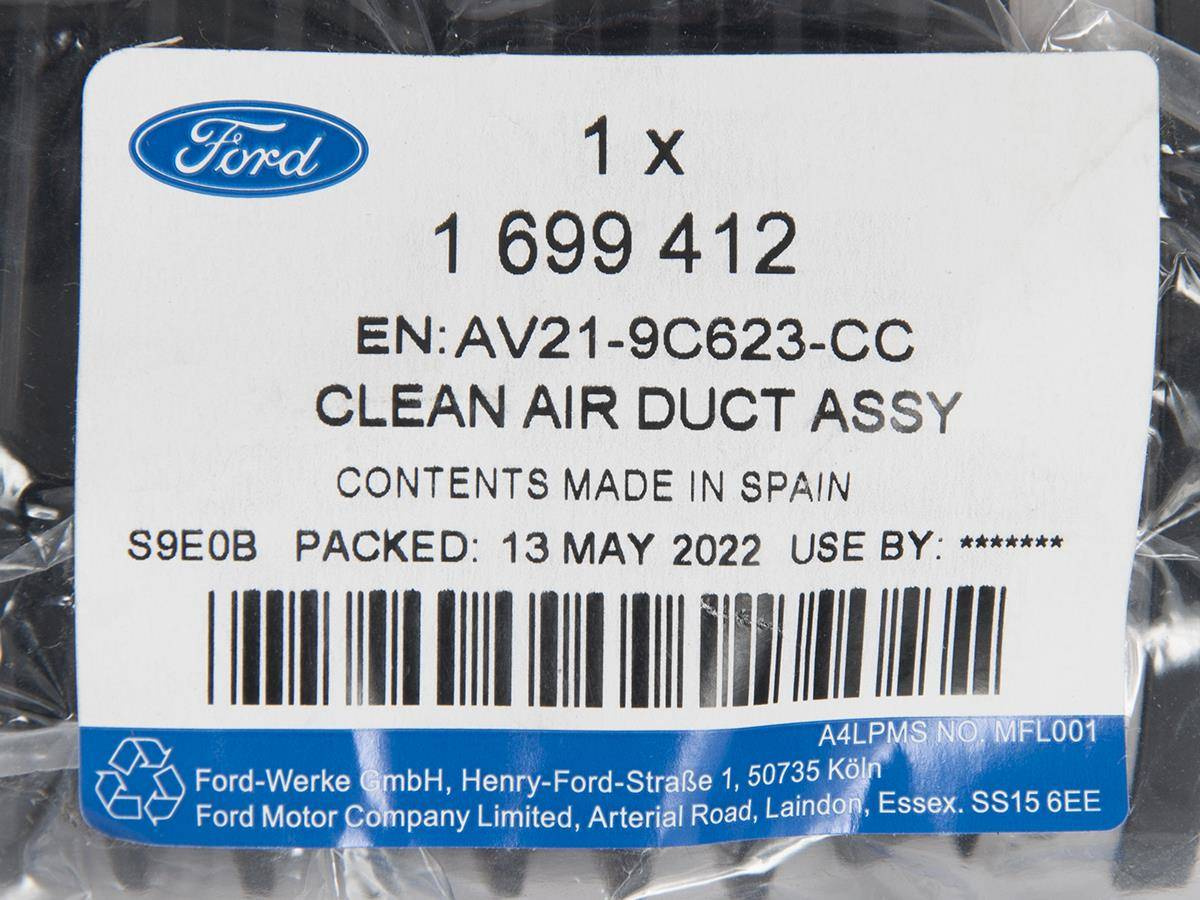 Ford
1 x
1 699 412
EN: AV21-9C623-CC
CLEAN AIR DUCT ASSY
CONTENTS MADE IN SPAIN
S9E0B PACKED: 13 MAY 2022 USE BY: *******
A4LPMS NO. MFL001
Ford-Werke GmbH, Henry-Ford-Straße 1, 50735 Köln
Ford Motor Company Limited, Arterial Road, Laindon, Essex. SS15 6EE